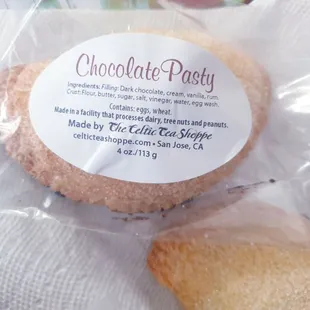 Chocolate Pasty
Ingredients: Filling: Dark chocolate, cream, vanilla, rum.
Crust: Flour, butter, sugar, salt, vinegar, water, egg wash.
Contains: eggs, wheat.
Made in a facility that processes dairy, tree nuts and peanuts.
Made by The Celtic Tea Shoppe
celticteashoppe.com • San Jose, CA
4 oz./113 g